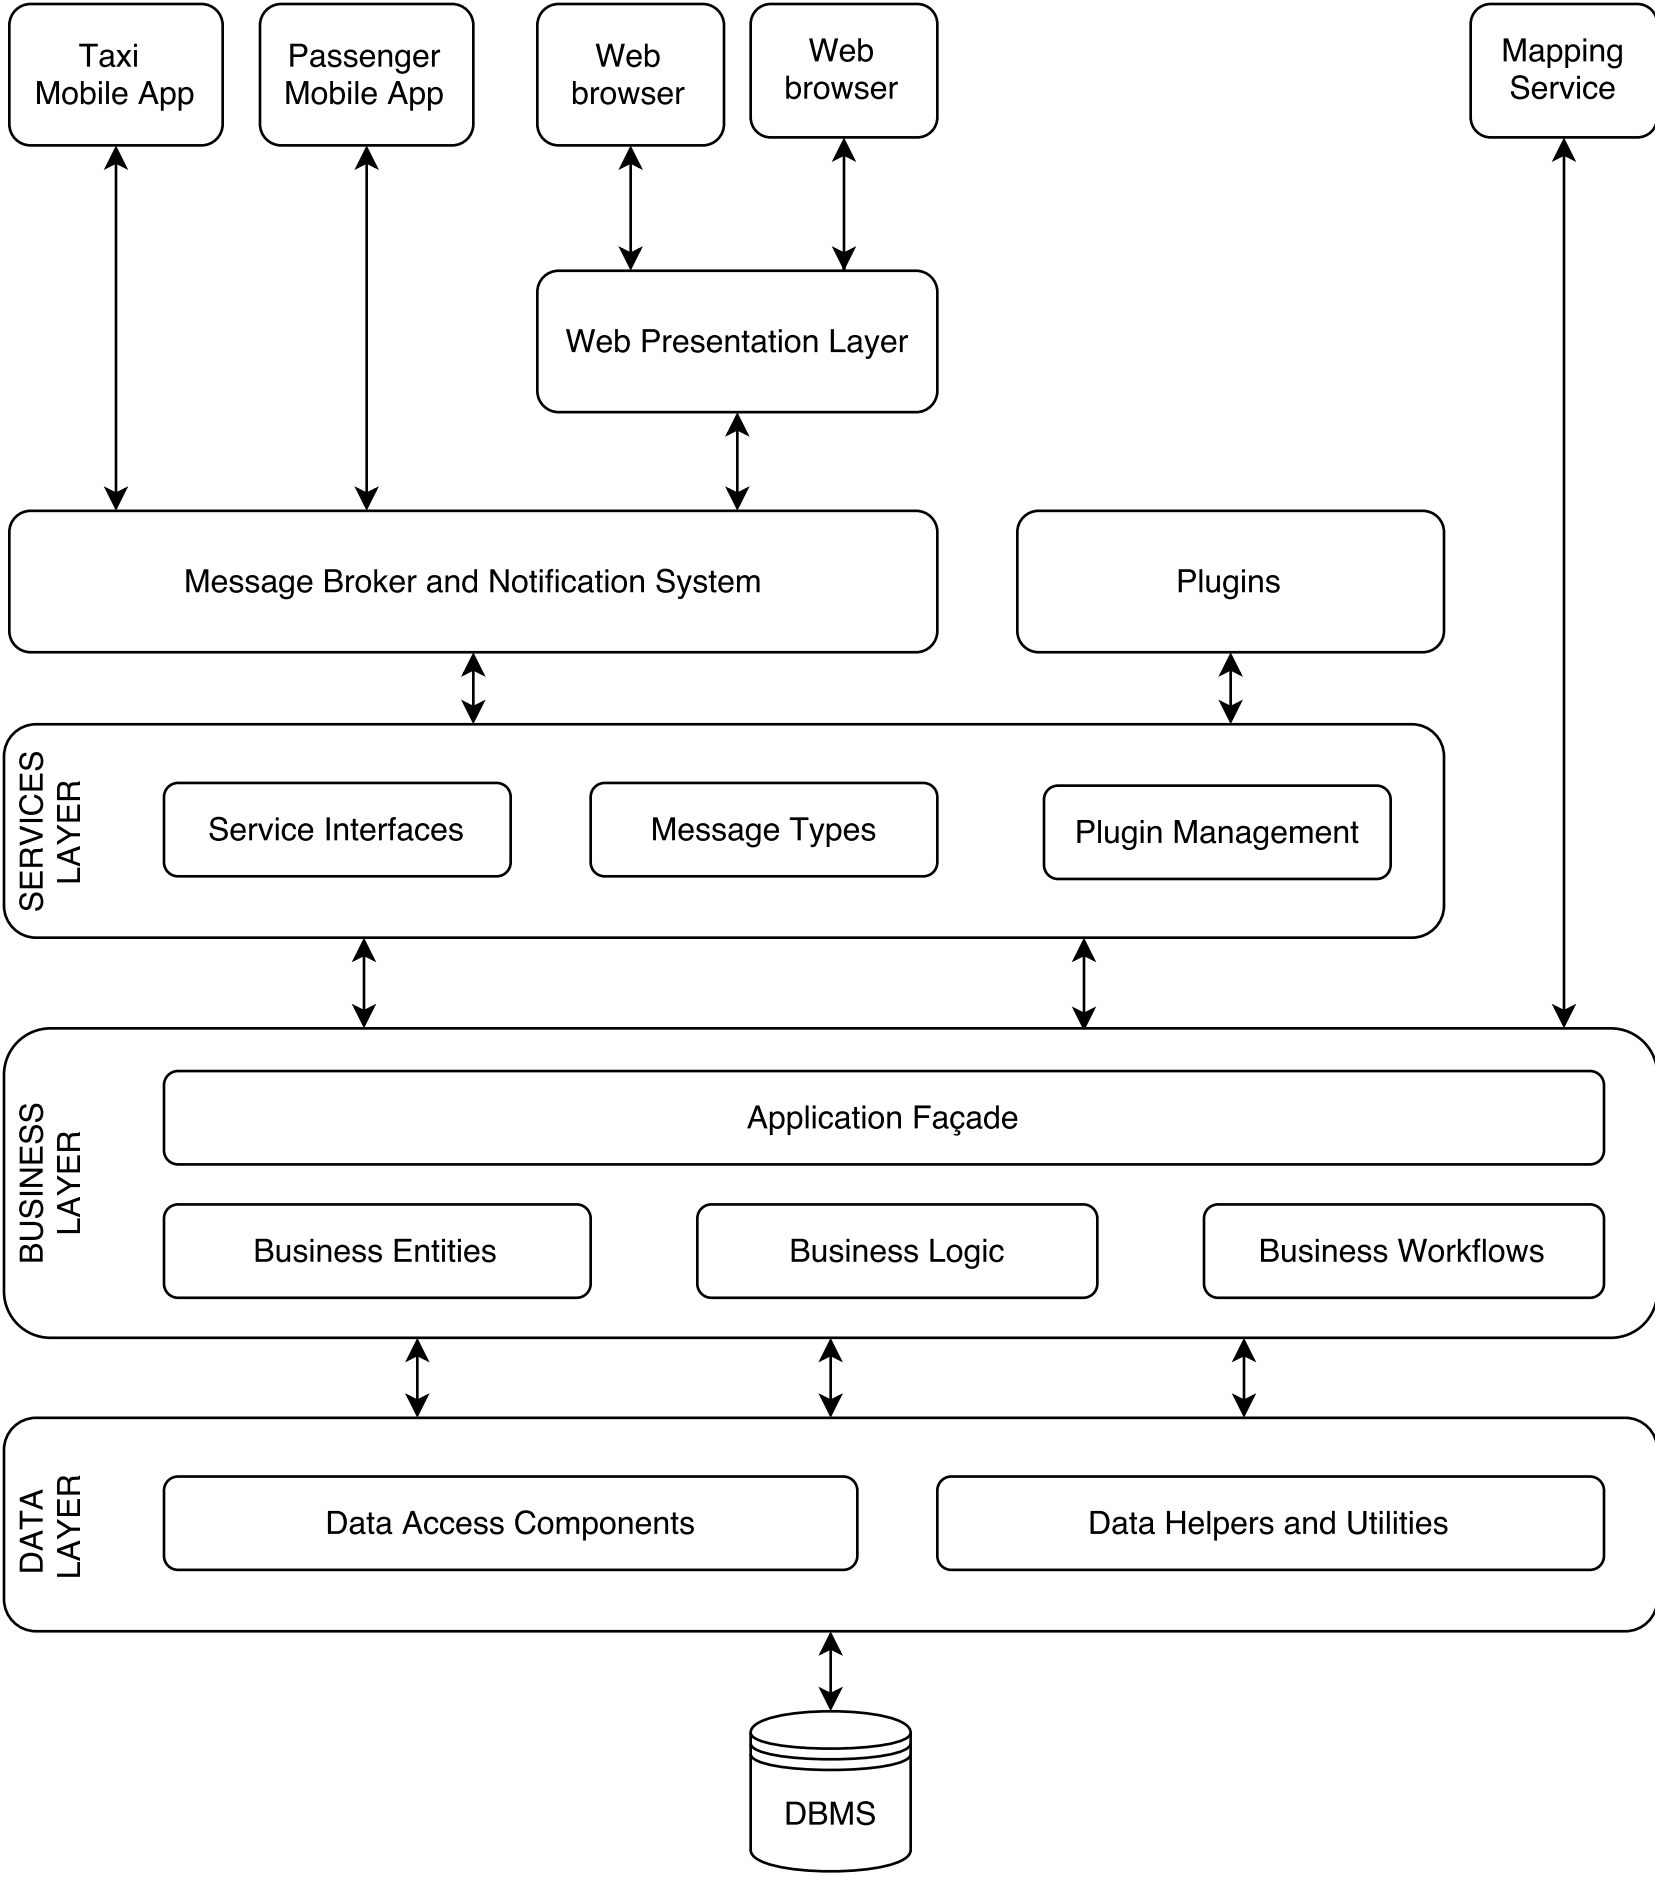 Taxi
Mobile App
Passenger
Mobile App
Web
browser
Web
browser
Mapping
Service
Web Presentation Layer
Message Broker and Notification System
Plugins
SERVICES
LAYER
Service Interfaces
Message Types
Plugin Management
BUSINESS
LAYER
Application Façade
Business Entities
Business Logic
Business Workflows
DATA
LAYER
Data Access Components
Data Helpers and Utilities
DBMS